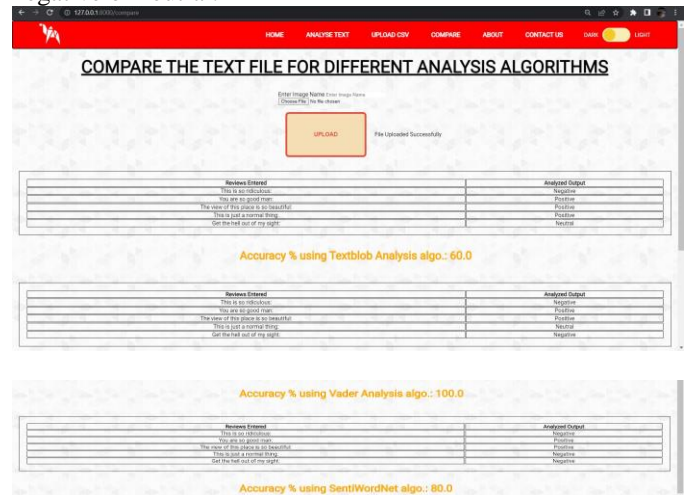 127.0.0.1:8000/compare
HOME ANALYSE TEXT UPLOAD CSV COMPARE ABOUT CONTACT US DARK LIGHT
COMPARE THE TEXT FILE FOR DIFFERENT ANALYSIS ALGORITHMS
Enter Image Name Enter Image Name
Choose File No file chosen
UPLOAD File Uploaded Successfully
Reviews Entered Analyzed Output
This is so ridiculous: Negative
You are so good man: Positive
The view of this place is so beautiful: Positive
This is just a normal thing: Positive
Get the hell out of my sight: Neutral
Accuracy % using Textblob Analysis algo.: 60.0
Reviews Entered Analyzed Output
This is so ridiculous: Negative
You are so good man: Positive
The view of this place is so beautiful: Positive
This is just a normal thing: Neutral
Get the hell out of my sight: Negative
Accuracy % using Vader Analysis algo.: 100.0
Reviews Entered Analyzed Output
This is so ridiculous: Negative
You are so good man: Positive
The view of this place is so beautiful: Positive
This is just a normal thing: Negative
Get the hell out of my sight: Negative
Accuracy % using SentiWordNet algo.: 80.0